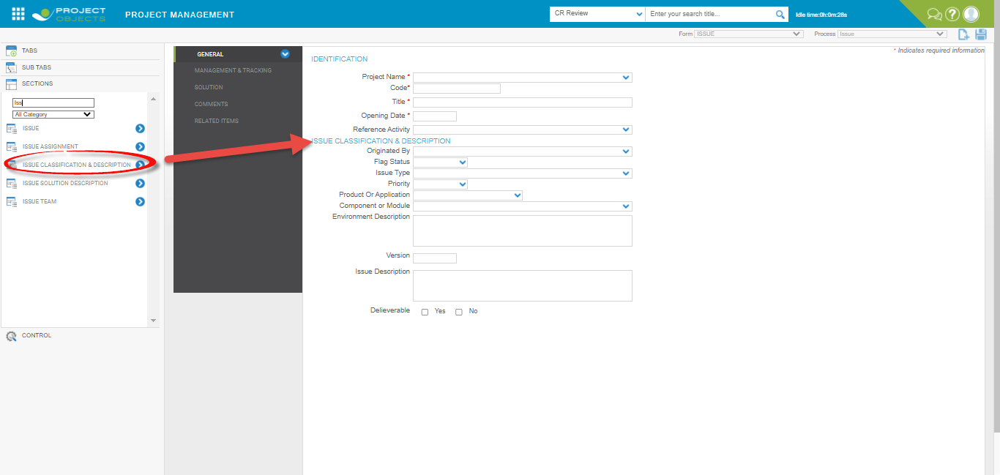 PROJECT
OBJECTS
PROJECT MANAGEMENT
CR Review
Enter your search title...
Idle time:0h:0m:28s
Form ISSUE
Process Issue
TABS
SUB TABS
SECTIONS
Iss
All Category
ISSUE
ISSUE ASSIGNMENT
ISSUE CLASSIFICATION & DESCRIPTION
ISSUE SOLUTION DESCRIPTION
ISSUE TEAM
CONTROL
GENERAL
MANAGEMENT & TRACKING
SOLUTION
COMMENTS
RELATED ITEMS
* Indicates required information
IDENTIFICATION
Project Name *
Code*
Title *
Opening Date *
Reference Activity
ISSUE CLASSIFICATION & DESCRIPTION
Originated By
Flag Status
Issue Type
Priority
Product Or Application
Component or Module
Environment Description
Version
Issue Description
Delieverable Yes No